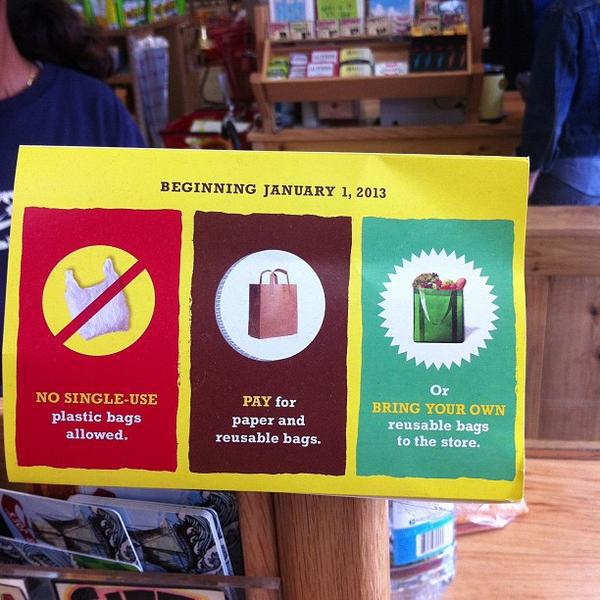 BEGINNING JANUARY 1, 2013
NO SINGLE-USE
plastic bags
allowed.
PAY for
paper and
reusable bags.
Or
BRING YOUR OWN
reusable bags
to the store.